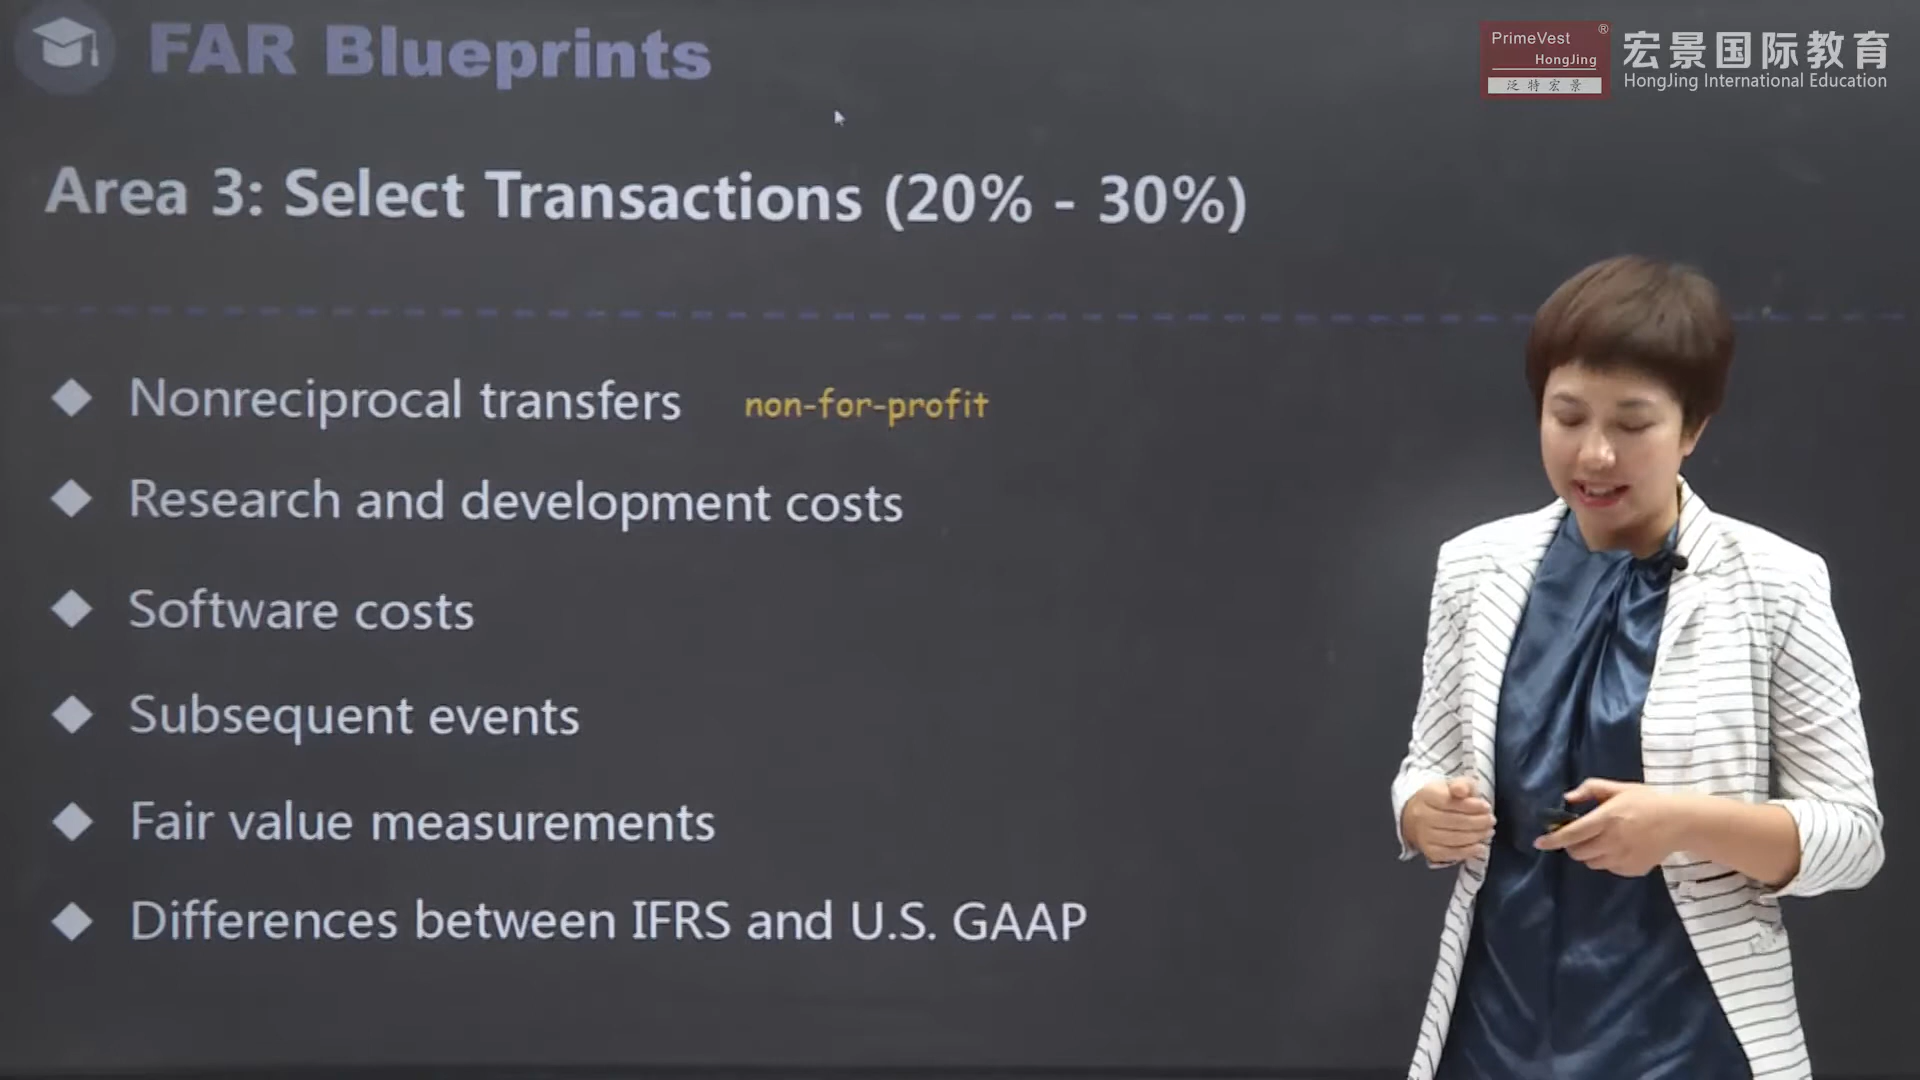 FAR Blueprints
PrimeVest ®
HongJing
泛特宏景
宏景国际教育
HongJing International Education
Area 3: Select Transactions (20% - 30%)
Nonreciprocal transfers non-for-profit
Research and development costs
Software costs
Subsequent events
Fair value measurements
Differences between IFRS and U.S. GAAP